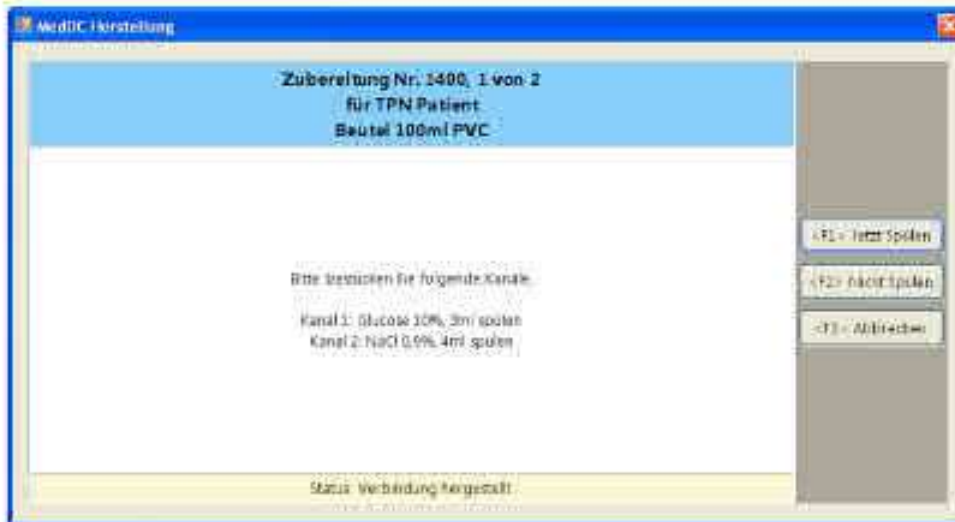 MedDC Herstellung
Zubereitung Nr. 1400, 1 von 2
für TPN Patient
Beutel 100ml PVC
Bitte bestücken Sie folgende Kanäle.
Kanal 1: Glucose 10%, 3ml spülen
Kanal 2: NaCl 0,9%, 4ml spülen
<F1> Jetzt Spülen
<F2> Nicht Spülen
<F3> Abbrechen
Status: Verbindung hergestellt